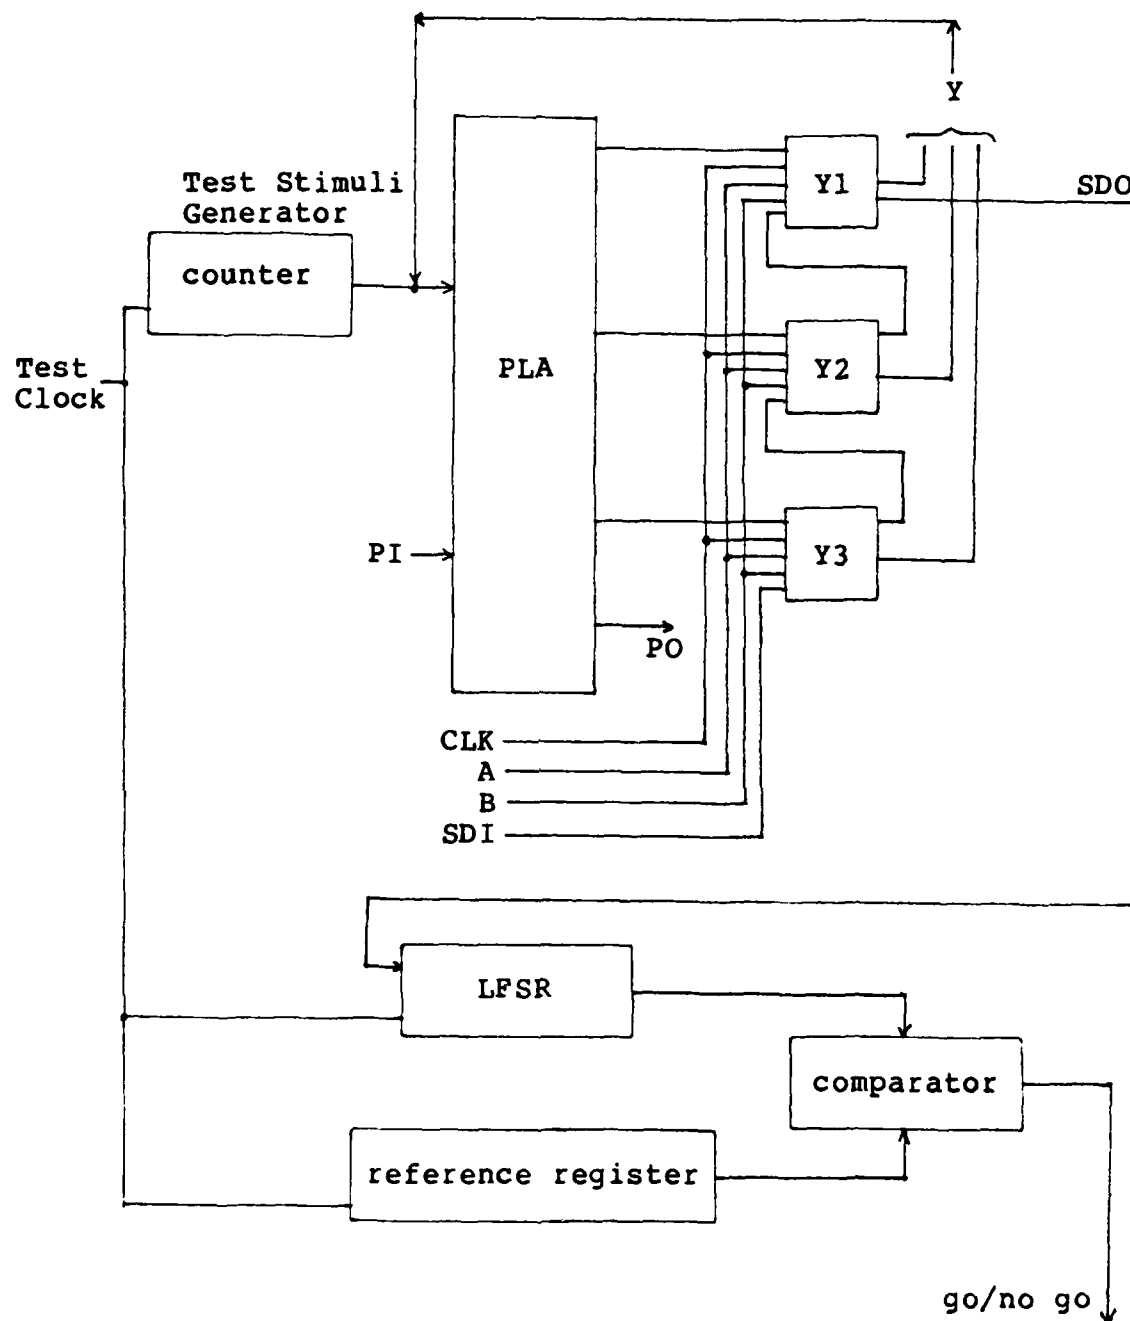 Y
Test Stimuli
Generator
counter
Y1
SDO
Test
Clock
PLA
Y2
PI
Y3
PO
CLK
A
B
SDI
LFSR
comparator
reference register
go/no go